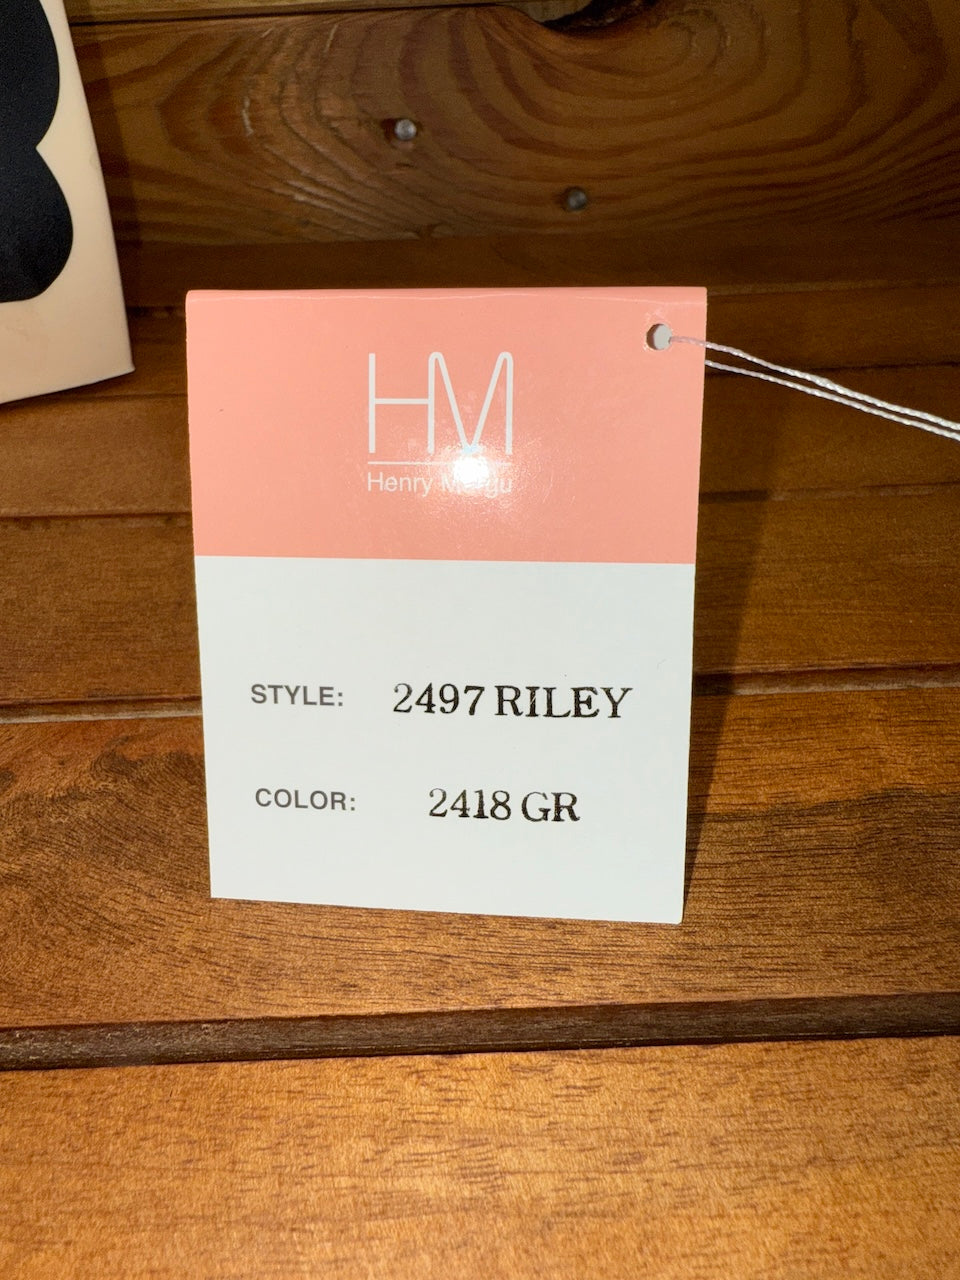 HM
Henry
STYLE: 2497 RILEY
COLOR: 2418 GR